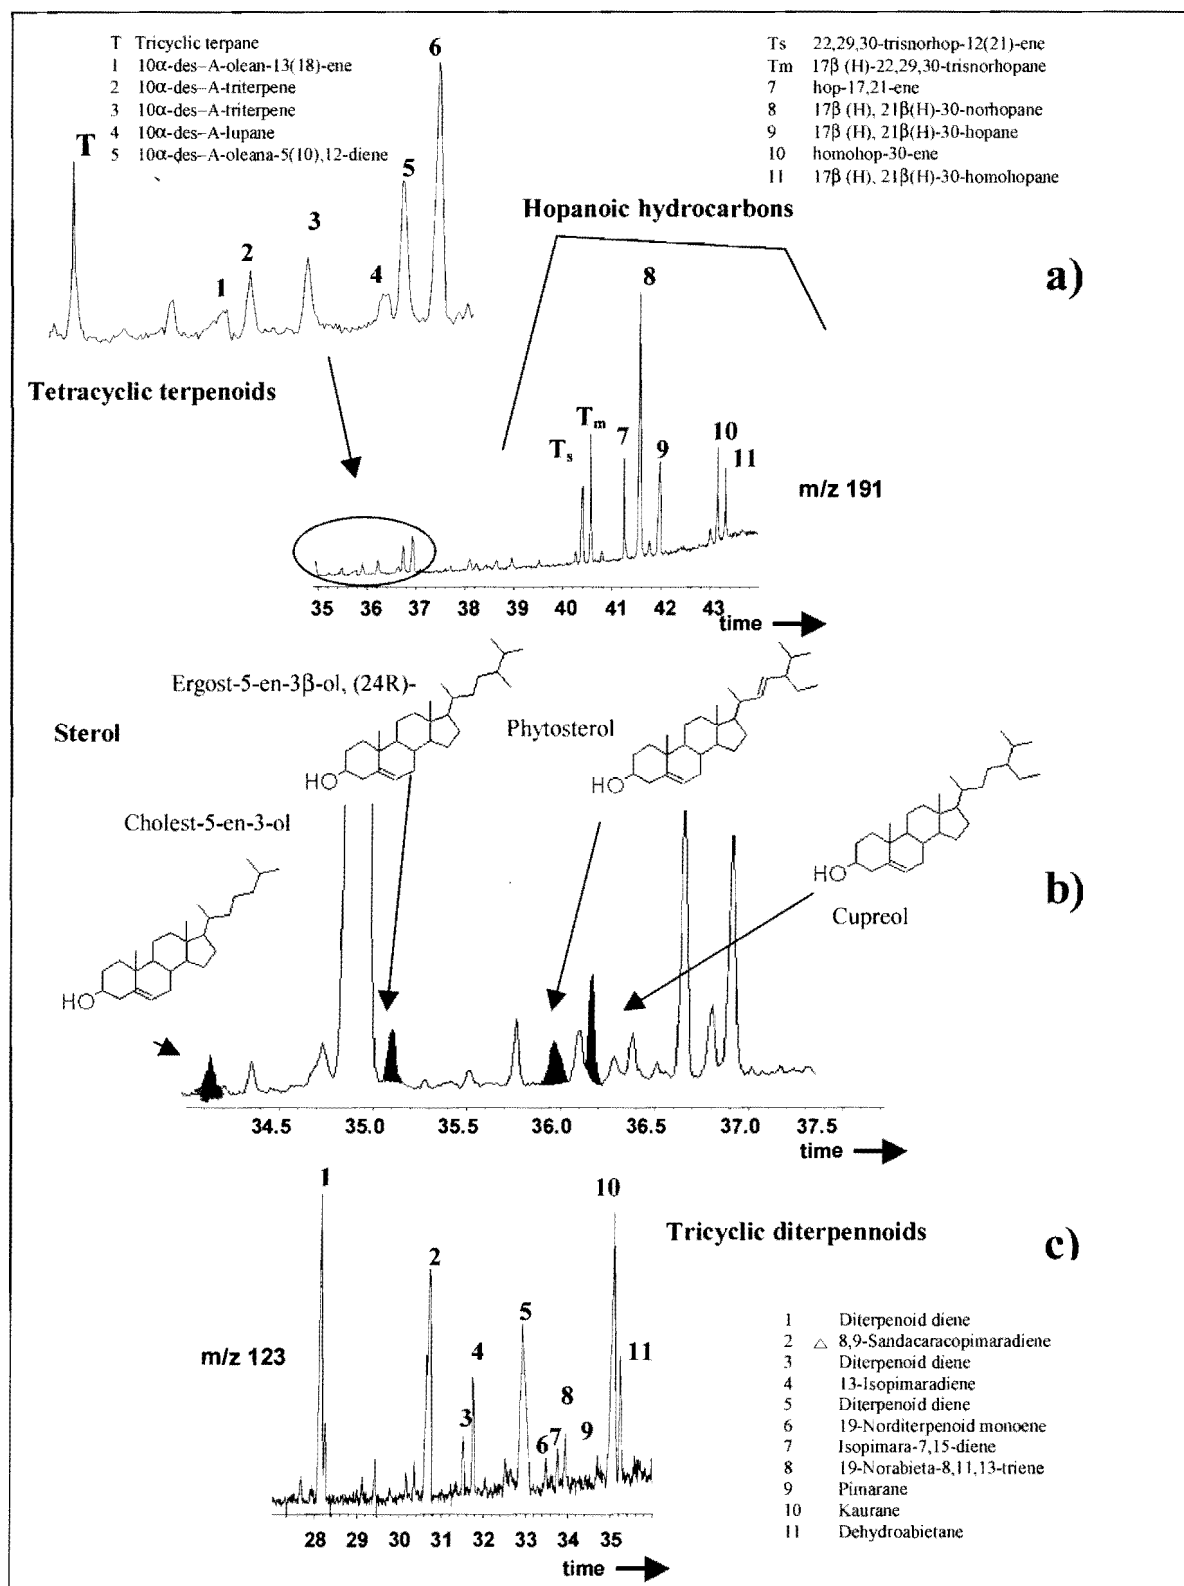 T Tricyclic terpane
1 10α-des–A-olean-13(18)-ene
2 10α-des-A-triterpene
3 10α-des–A-triterpene
4 10α-des–A-lupane
5 10α-des–A-oleana-5(10),12-diene
Ts 22,29,30-trisnorhop-12(21)-ene
Tm 17β (H)-22,29,30-trisnorhopane
7 hop-17,21-ene
8 17β (H), 21β(H)-30-norhopane
9 17β (H), 21β(H)-30-hopane
10 homohop-30-ene
11 17β (H), 21β(H)-30-homohopane
T 1 2 3 4 5 6
Hopanoic hydrocarbons
a)
Tetracyclic terpenoids
Ts Tm 7 8 9 10 11
m/z 191
35 36 37 38 39 40 41 42 43
time
Ergost-5-en-3β-ol, (24R)-
Sterol
Phytosterol
HO
HO
Cholest-5-en-3-ol
HO
b)
Cupreol
HO
34.5 35.0 35.5 36.0 36.5 37.0 37.5
time
1 2 3 4 5 6 7 8 9 10 11
Tricyclic diterpennoids
c)
m/z 123
1 Diterpenoid diene
2 △ 8,9-Sandacaracopimaradiene
3 Diterpenoid diene
4 13-Isopimaradiene
5 Diterpenoid diene
6 19-Norditerpenoid monoene
7 Isopimara-7,15-diene
8 19-Norabieta-8,11,13-triene
9 Pimarane
10 Kaurane
11 Dehydroabietane
28 29 30 31 32 33 34 35
time